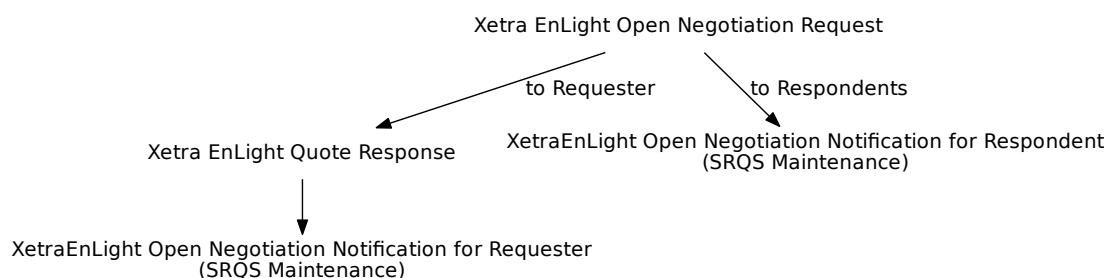 Xetra EnLight Open Negotiation Request
to Requester
to Respondents
Xetra EnLight Quote Response
XetraEnLight Open Negotiation Notification for Respondent
(SRQS Maintenance)
XetraEnLight Open Negotiation Notification for Requester
(SRQS Maintenance)